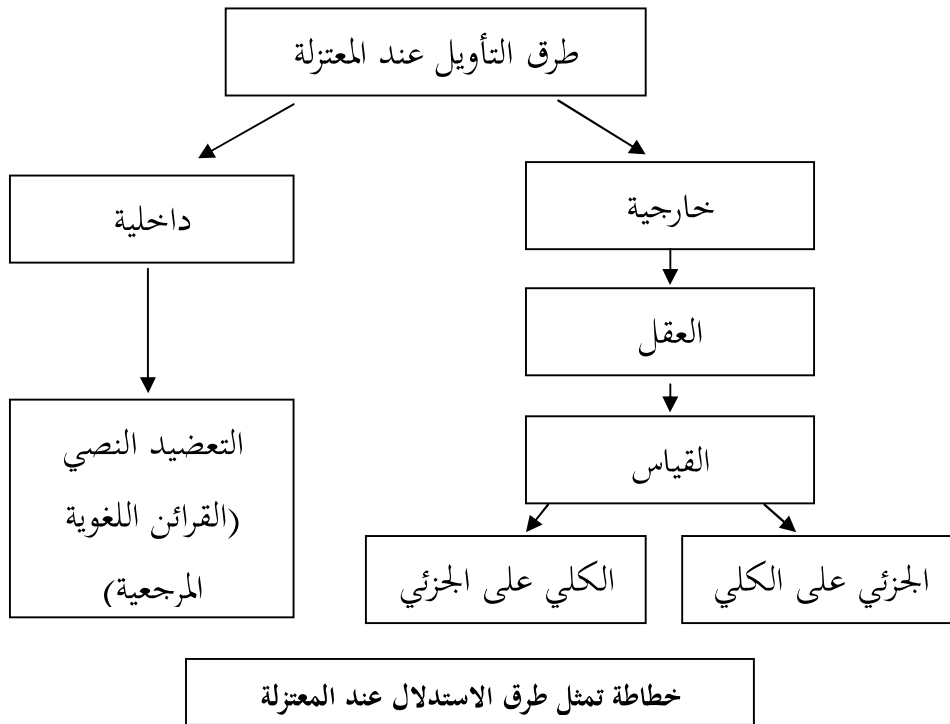 طرق التأويل عند المعتزلة
خارجية
داخلية
العقل
القياس
التعضيد النصي
(القرائن اللغوية
المرجعية)
الجزئي على الكلي
الكلي على الجزئي
خطاطة تمثل طرق الاستدلال عند المعتزلة